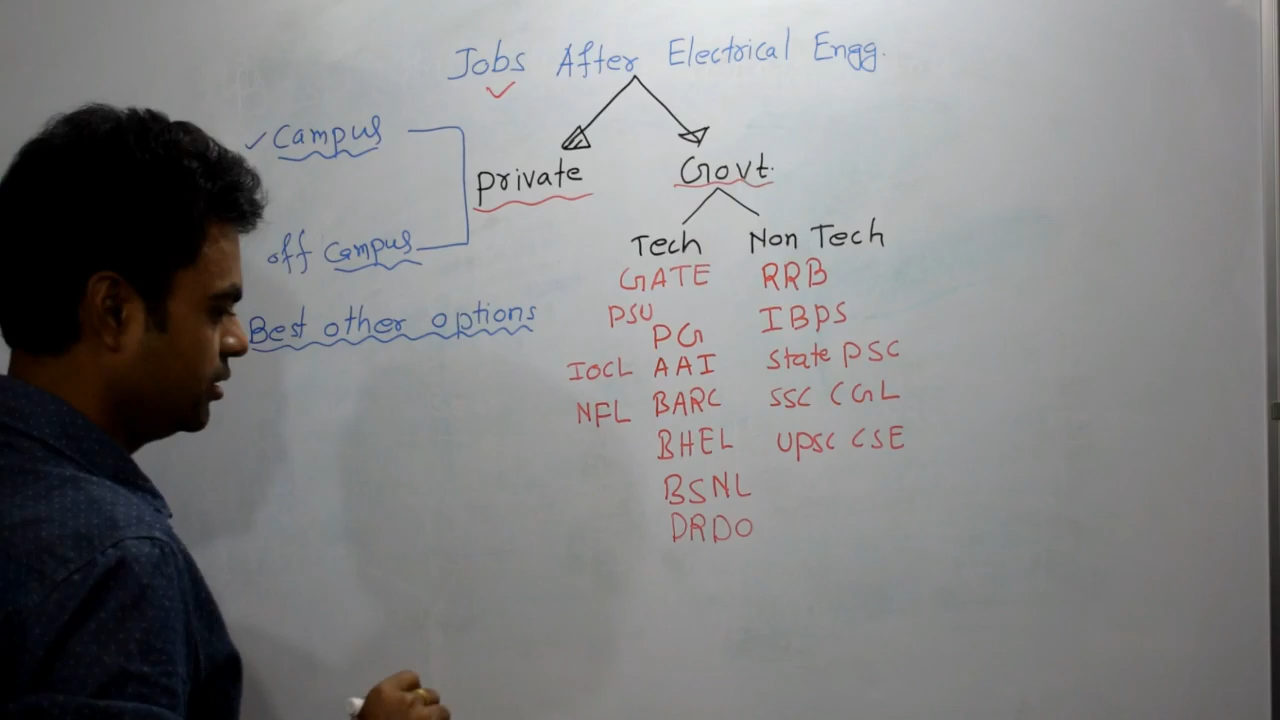 Jobs After Electrical Engg.
Campus
off Campus
Best other options
private
Govt.
Tech
GATE
PSU
PG
IOCL AAI
NFL BARC
BHEL
BSNL
DRDO
Non Tech
RRB
IBPS
State PSC
SSC CGL
UPSC CSE